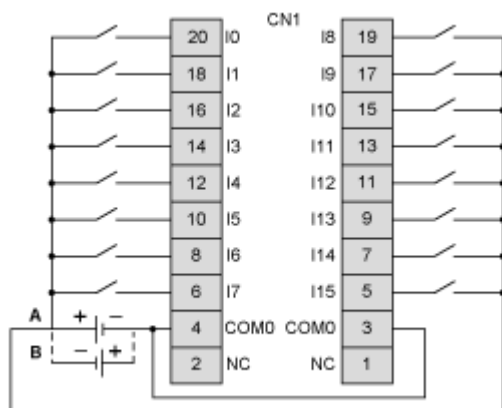 CN1
20 I0 I8 19
18 I1 I9 17
16 I2 I10 15
14 I3 I11 13
12 I4 I12 11
10 I5 I13 9
8 I6 I14 7
6 I7 I15 5
A + − 4 COM0 COM0 3
B − + 2 NC NC 1